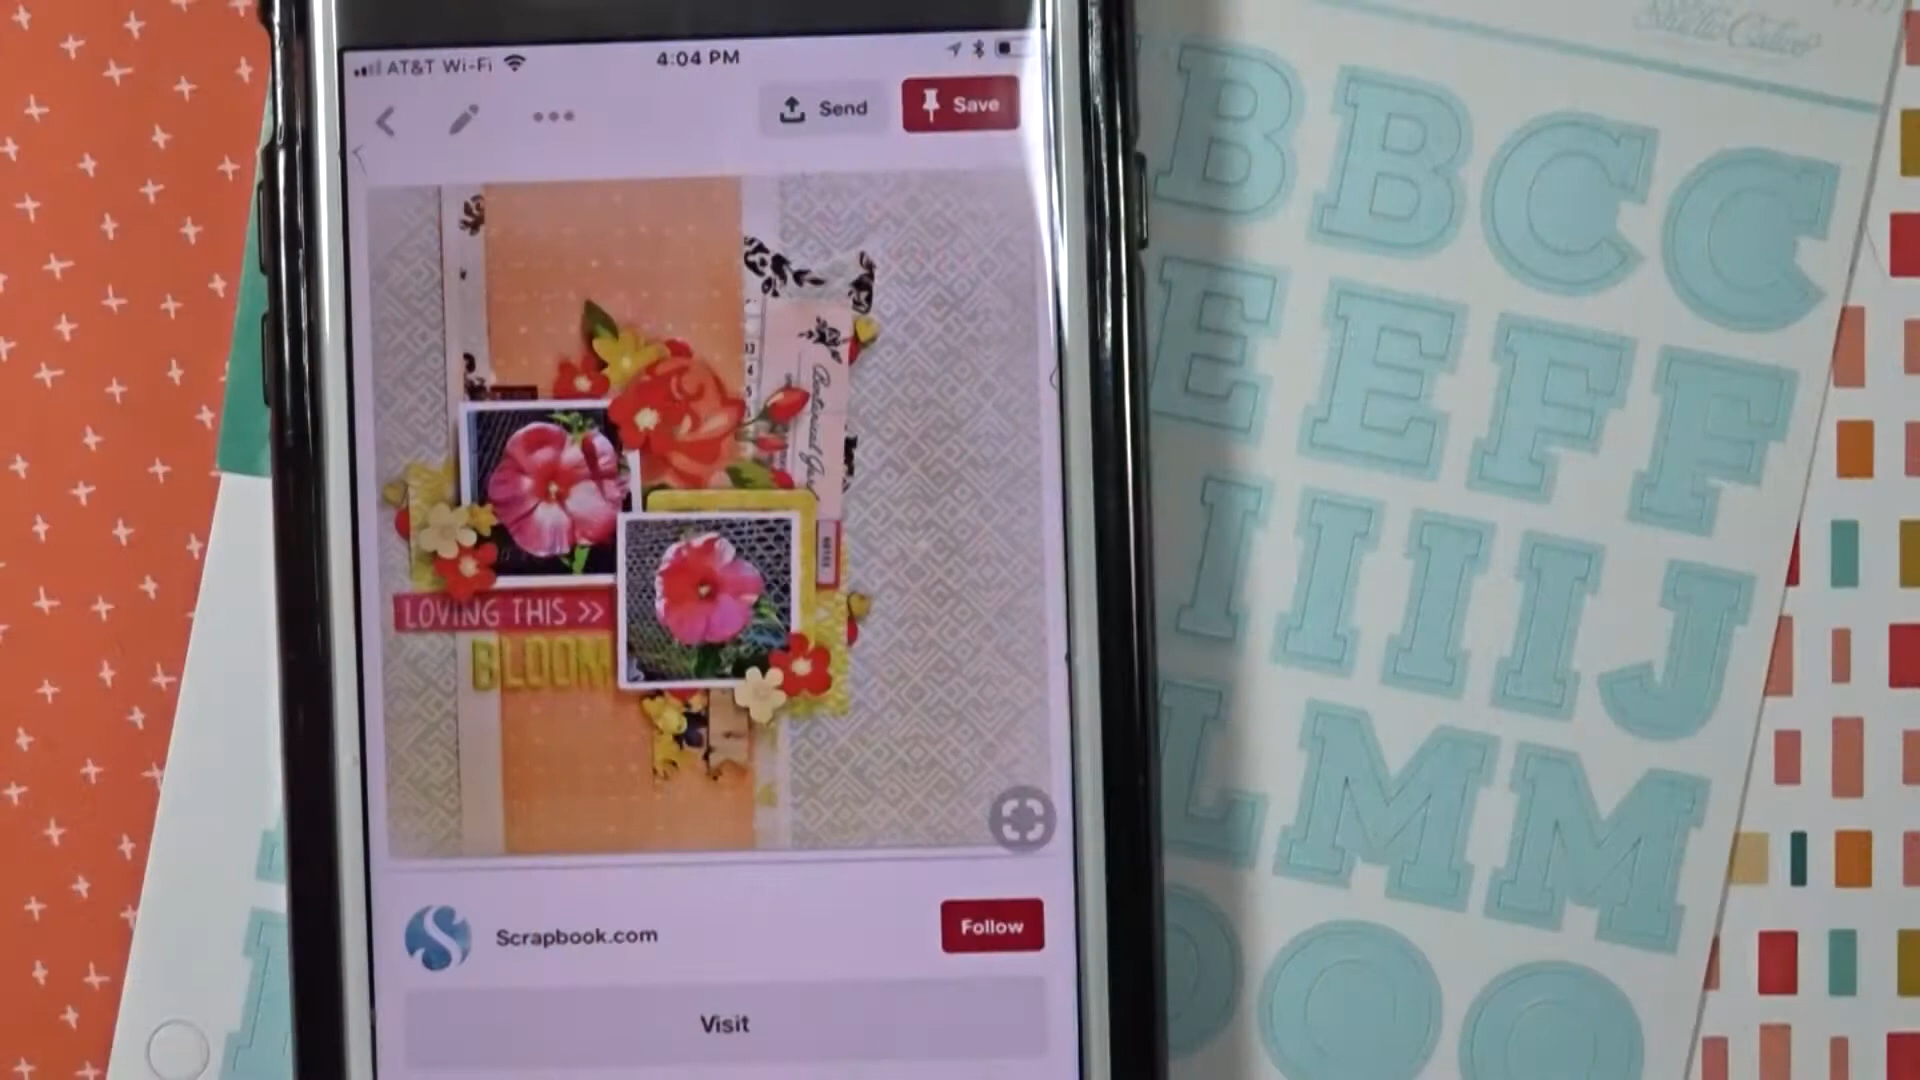 AT&T Wi-Fi
4:04 PM
Send
Save
LOVING THIS >>
BLOOM
Scrapbook.com
Follow
Visit
B B C C
E E F F
I I I I J
L M M